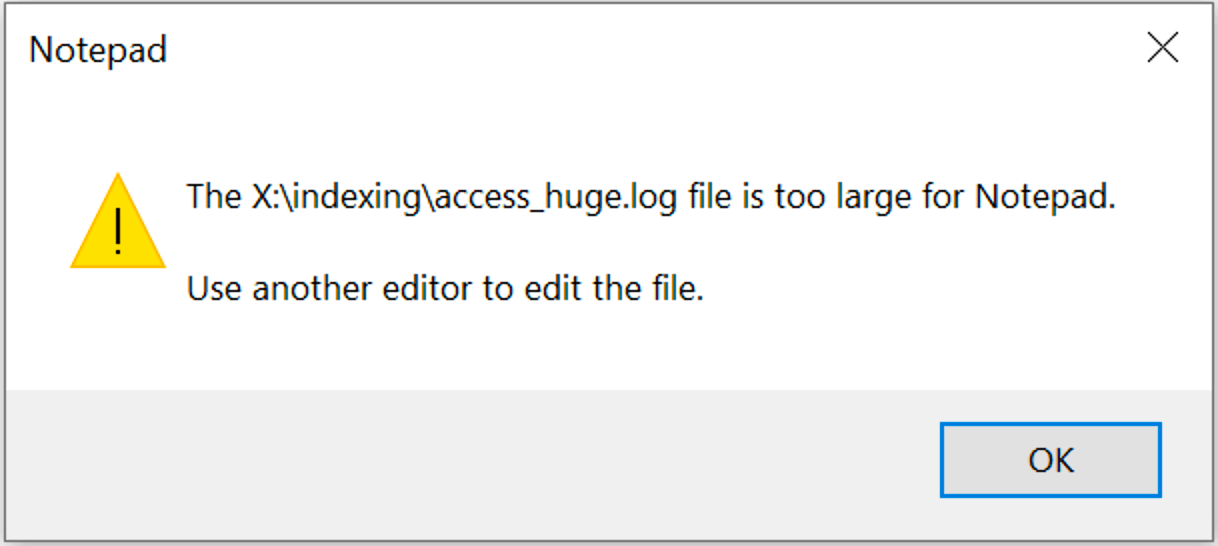 Notepad
The X:\indexing\access_huge.log file is too large for Notepad.
Use another editor to edit the file.
OK